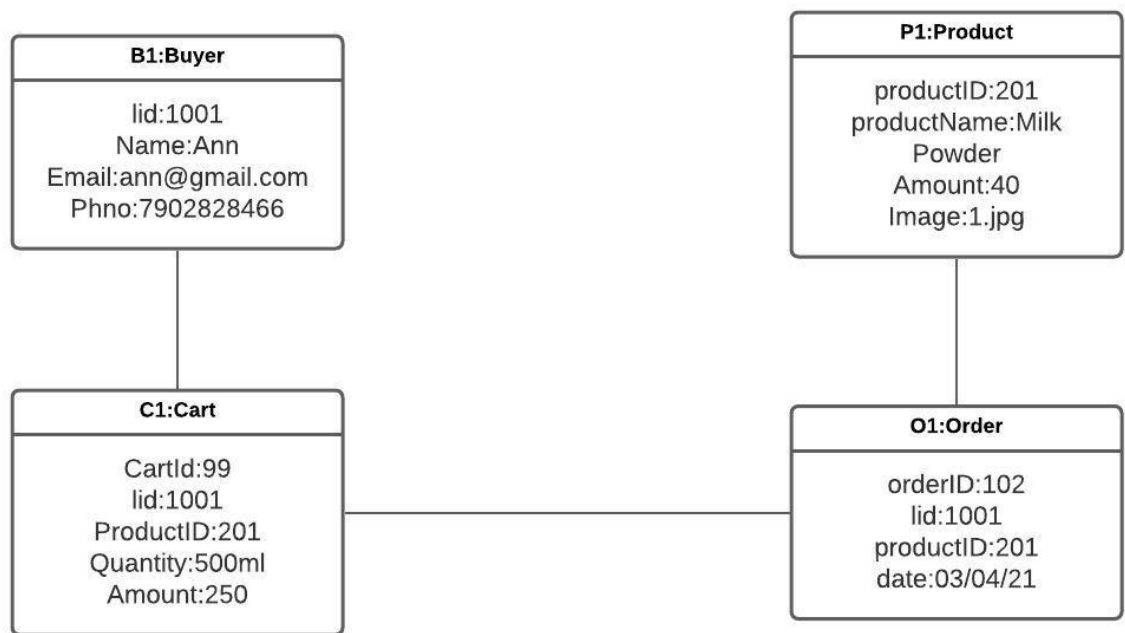 B1:Buyer
lid:1001
Name:Ann
Email:ann@gmail.com
Phno:7902828466
P1:Product
productID:201
productName:Milk
Powder
Amount:40
Image:1.jpg
C1:Cart
CartId:99
lid:1001
ProductID:201
Quantity:500ml
Amount:250
O1:Order
orderID:102
lid:1001
productID:201
date:03/04/21